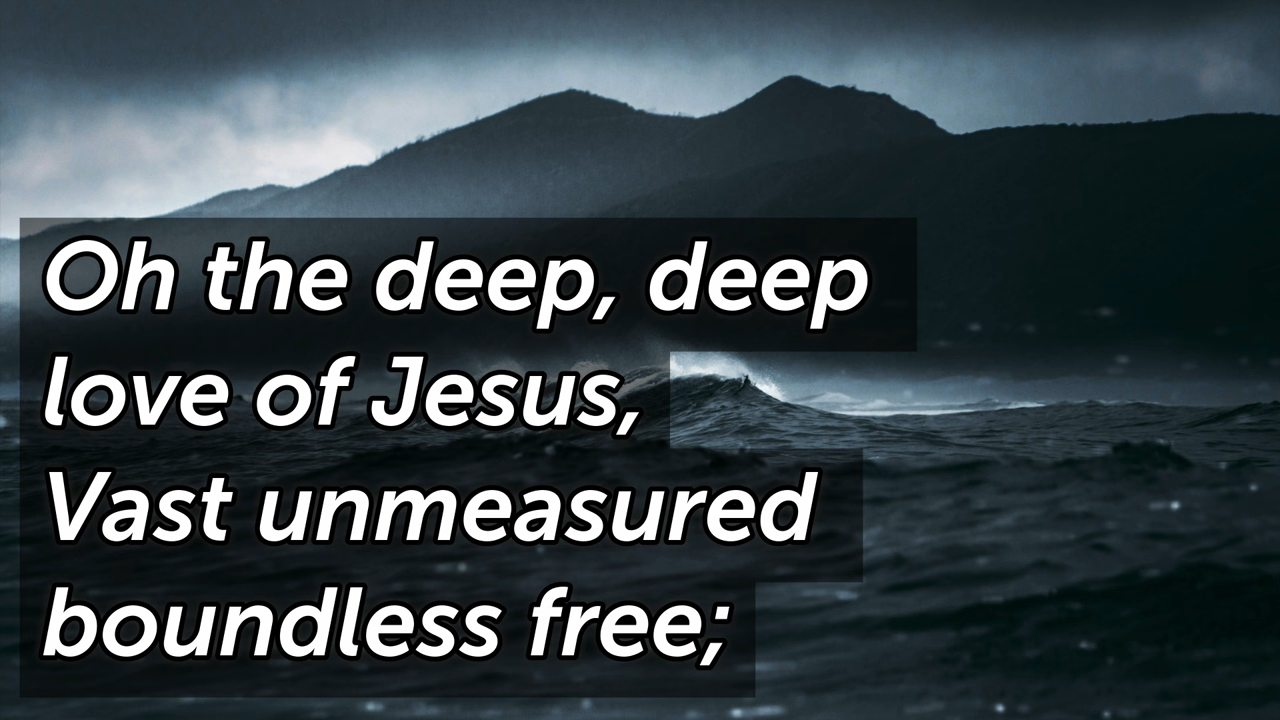 Oh the deep, deep
love of Jesus,
Vast unmeasured
boundless free;